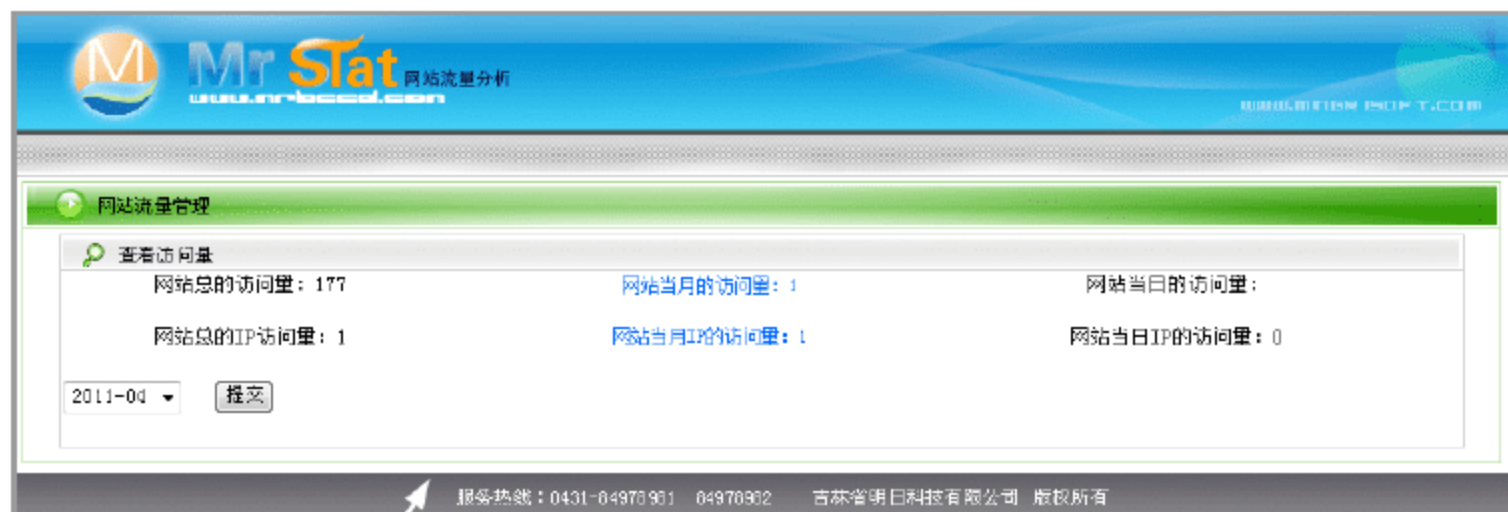 Mr STat 网站流量分析
www.mrbccd.com
网站流量管理
查看访问量
网站总的访问量：177 网站当月的访问量：1 网站当日的访问量：
网站总的IP访问量：1 网站当月IP的访问量：1 网站当日IP的访问量：0
2011-04 提交
服务热线：0431-84978981 84978982 吉林省明日科技有限公司 版权所有